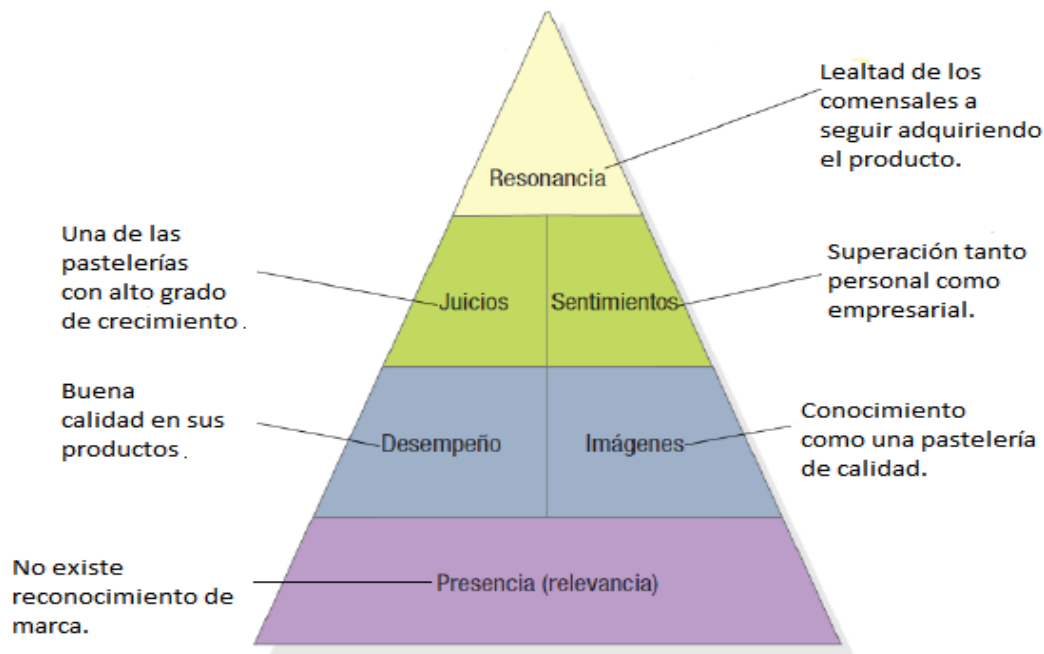 Lealtad de los
comensales a
seguir adquiriendo
el producto.
Resonancia
Una de las
pastelerías
con alto grado
de crecimiento .
Superación tanto
personal como
empresarial.
Juicios
Sentimientos
Buena
calidad en sus
productos .
Conocimiento
como una pastelería
de calidad.
Desempeño
Imágenes
No existe
reconocimiento de
marca.
Presencia (relevancia)